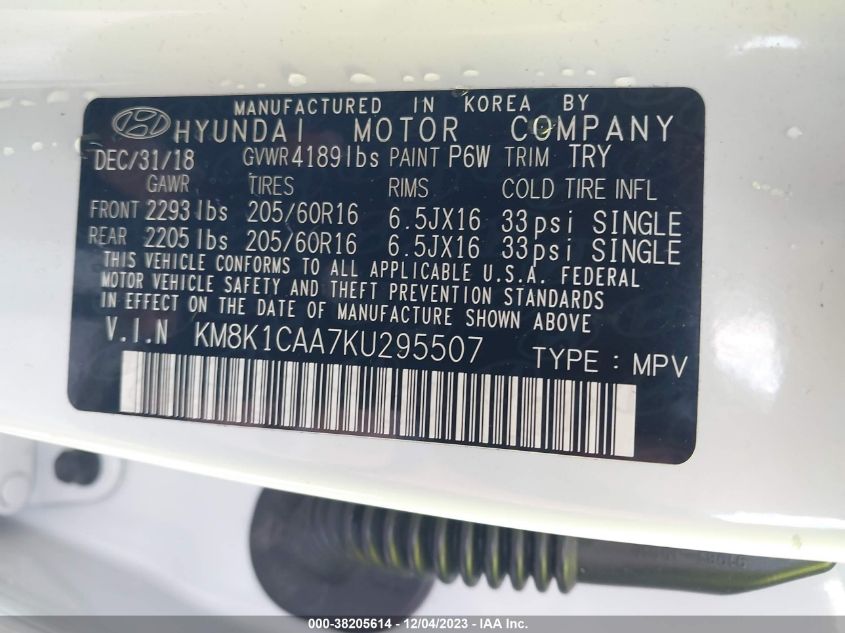 MANUFACTURED IN KOREA BY
HYUNDAI MOTOR COMPANY
DEC/31/18 GVWR 4189lbs PAINT P6W TRIM TRY
GAWR TIRES RIMS COLD TIRE INFL
FRONT 2293lbs 205/60R16 6.5JX16 33psi SINGLE
REAR 2205lbs 205/60R16 6.5JX16 33psi SINGLE
THIS VEHICLE CONFORMS TO ALL APPLICABLE U.S.A. FEDERAL
MOTOR VEHICLE SAFETY AND THEFT PREVENTION STANDARDS
IN EFFECT ON THE DATE OF MANUFACTURE SHOWN ABOVE
V.I.N KM8K1CAA7KU295507 TYPE : MPV
000-38205614 - 12/04/2023 - IAA Inc.